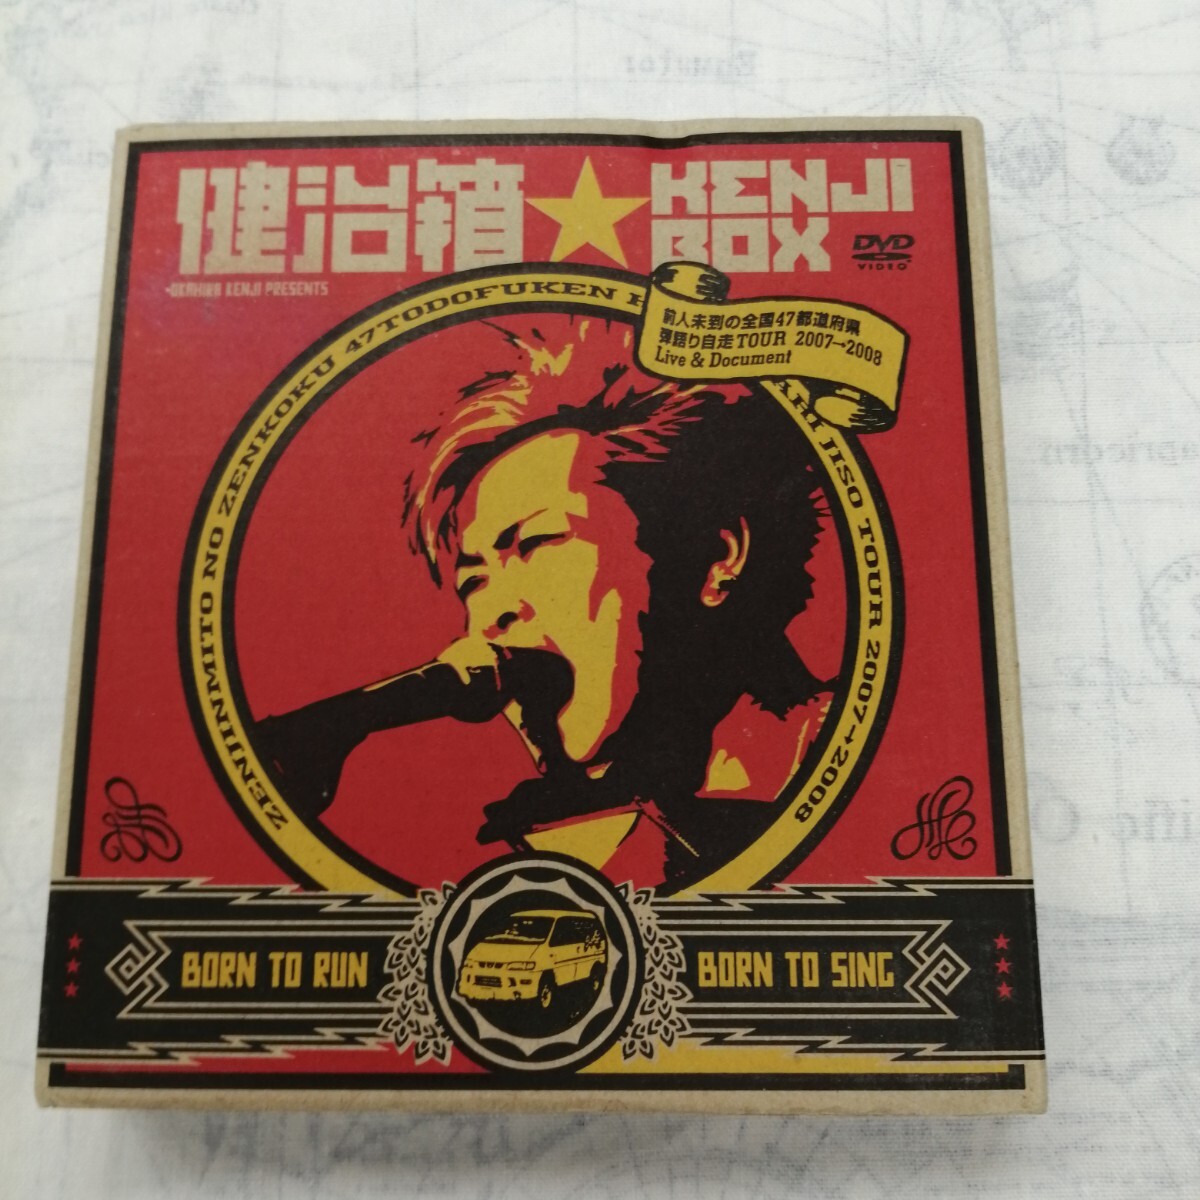 健治箱★KENJI BOX
DVD
VIDEO
OKAHIRA KENJI PRESENTS
前人未到の全国47都道府県
弾語り自走TOUR 2007→2008
Live & Document
ZENJINMITO NO ZENKOKU 47TODOFUKEN
JISO TOUR 2007→2008
BORN TO RUN
BORN TO SING
Equator